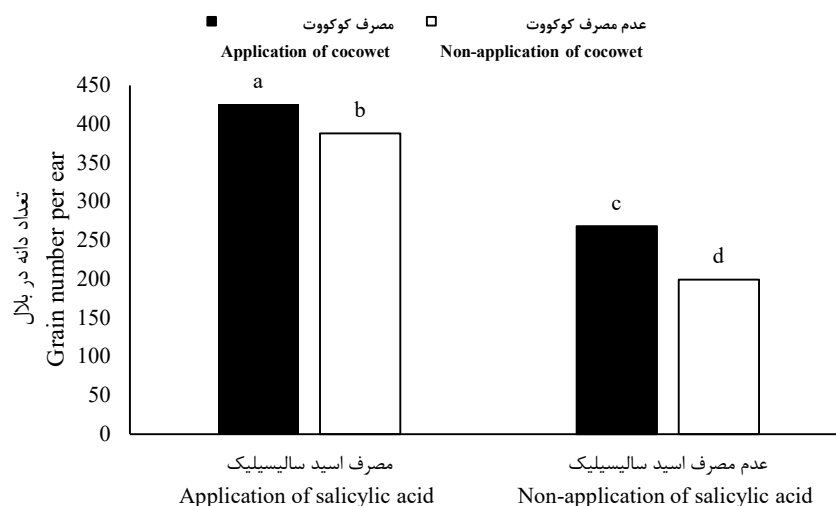 مصرف کوکووت
Application of cocowet
عدم مصرف کوکووت
Non-application of cocowet
تعداد دانه در بلال
Grain number per ear
450
400
350
300
250
200
150
100
50
0
a
b
c
d
مصرف اسید سالیسیلیک
Application of salicylic acid
عدم مصرف اسید سالیسیلیک
Non-application of salicylic acid